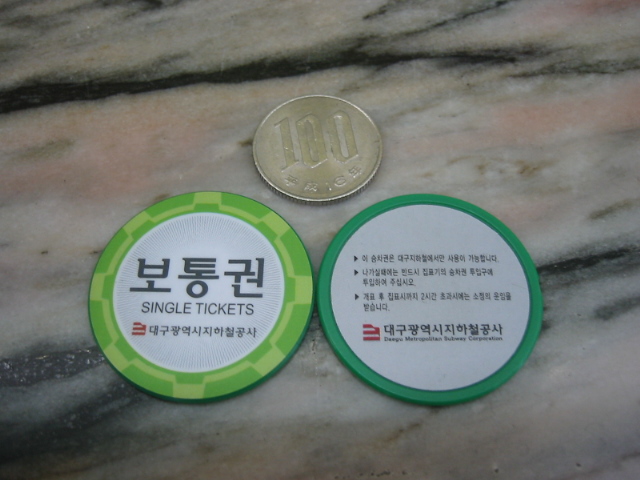 100
平成16年
보통권
SINGLE TICKETS
대구광역시지하철공사
▶ 이 승차권은 대구지하철에서만 사용이 가능합니다.
▶ 나가실때에는 반드시 집표기의 승차권 투입구에
투입하여 주십시오.
▶ 개표 후 집표시까지 2시간 초과시에는 소정의 운임을
받습니다.
대구광역시지하철공사
Daegu Metropolitan Subway Corporation